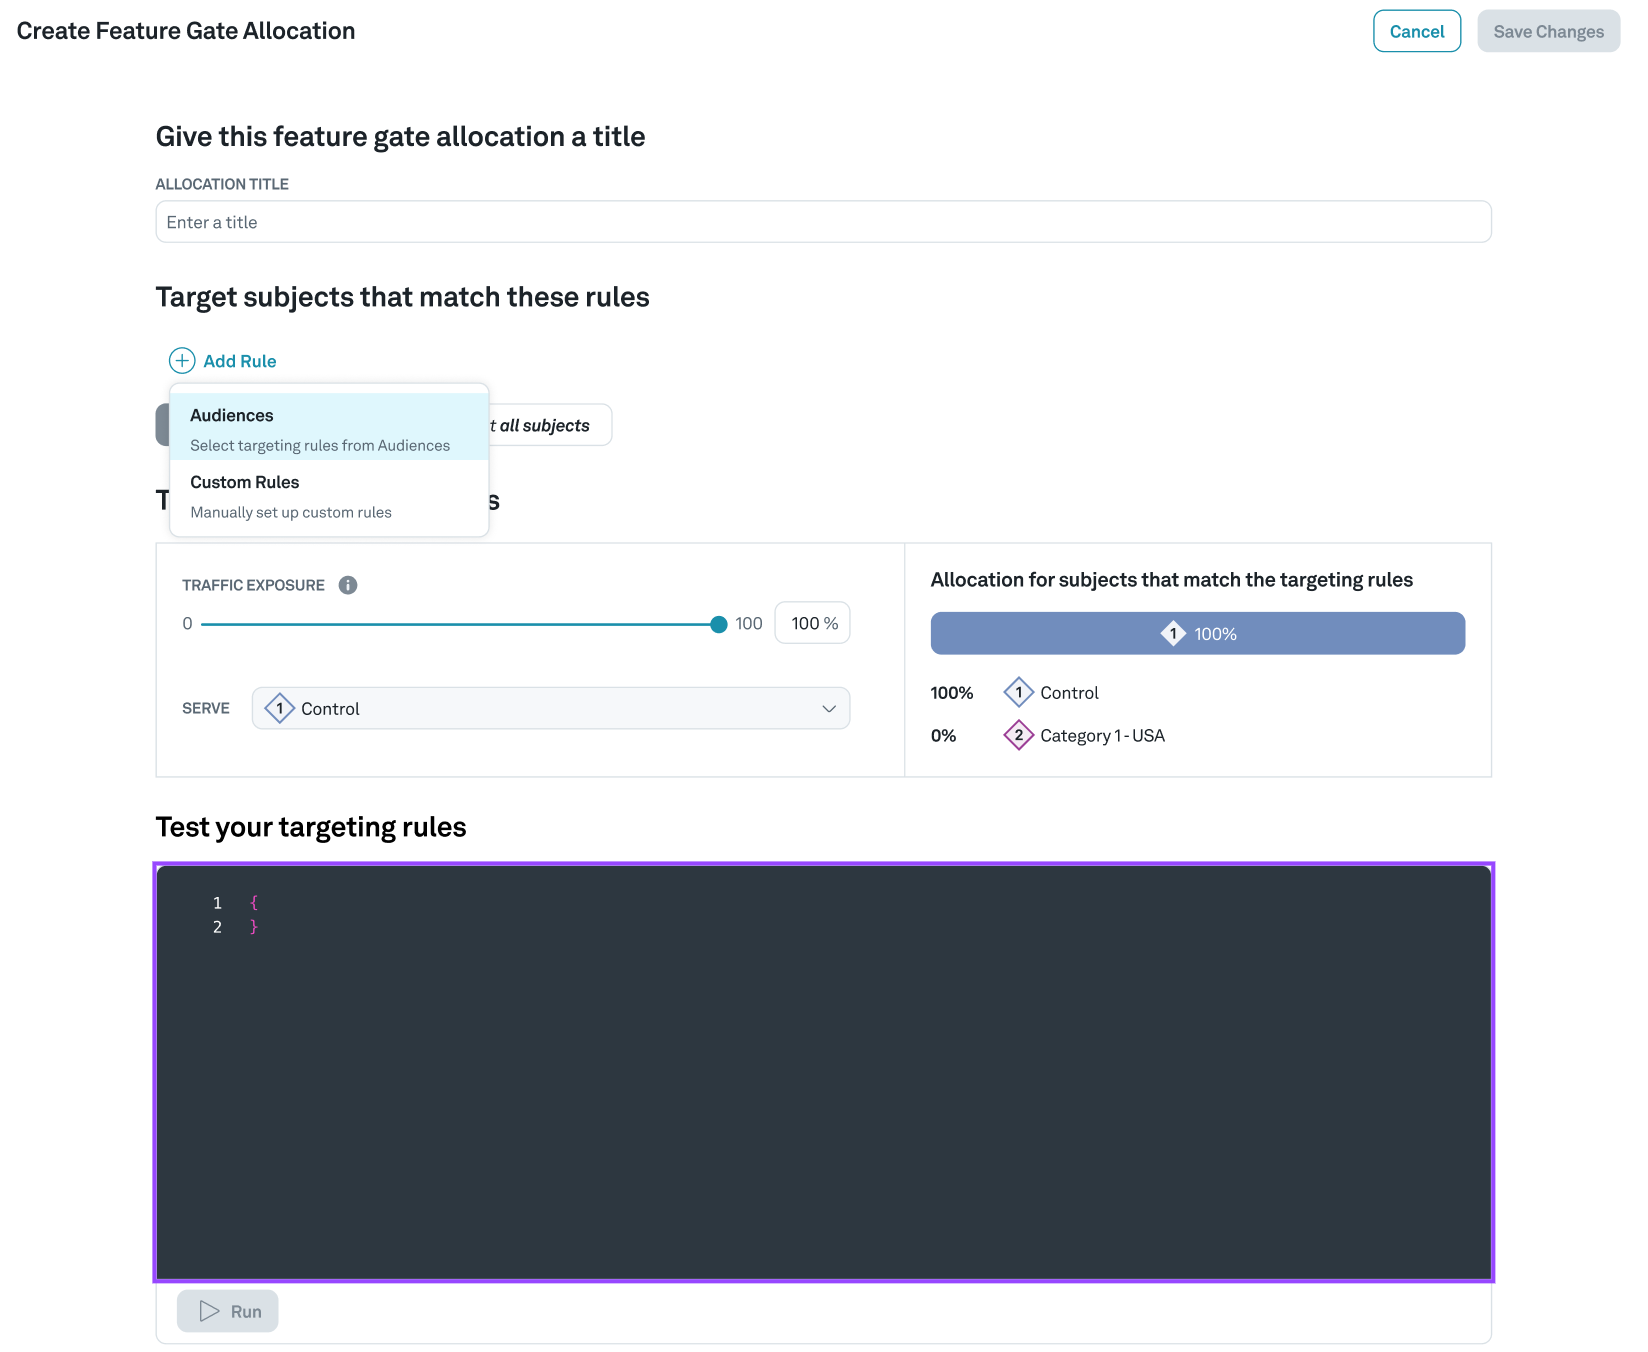 Create Feature Gate Allocation
Cancel
Save Changes
Give this feature gate allocation a title
ALLOCATION TITLE
Enter a title
Target subjects that match these rules
Add Rule
Audiences
Select targeting rules from Audiences
t all subjects
Custom Rules
Manually set up custom rules
T
s
TRAFFIC EXPOSURE
0
100
100 %
SERVE
1 Control
Allocation for subjects that match the targeting rules
1 100%
100% 1 Control
0% 2 Category 1 - USA
Test your targeting rules
1 {
2 }
Run